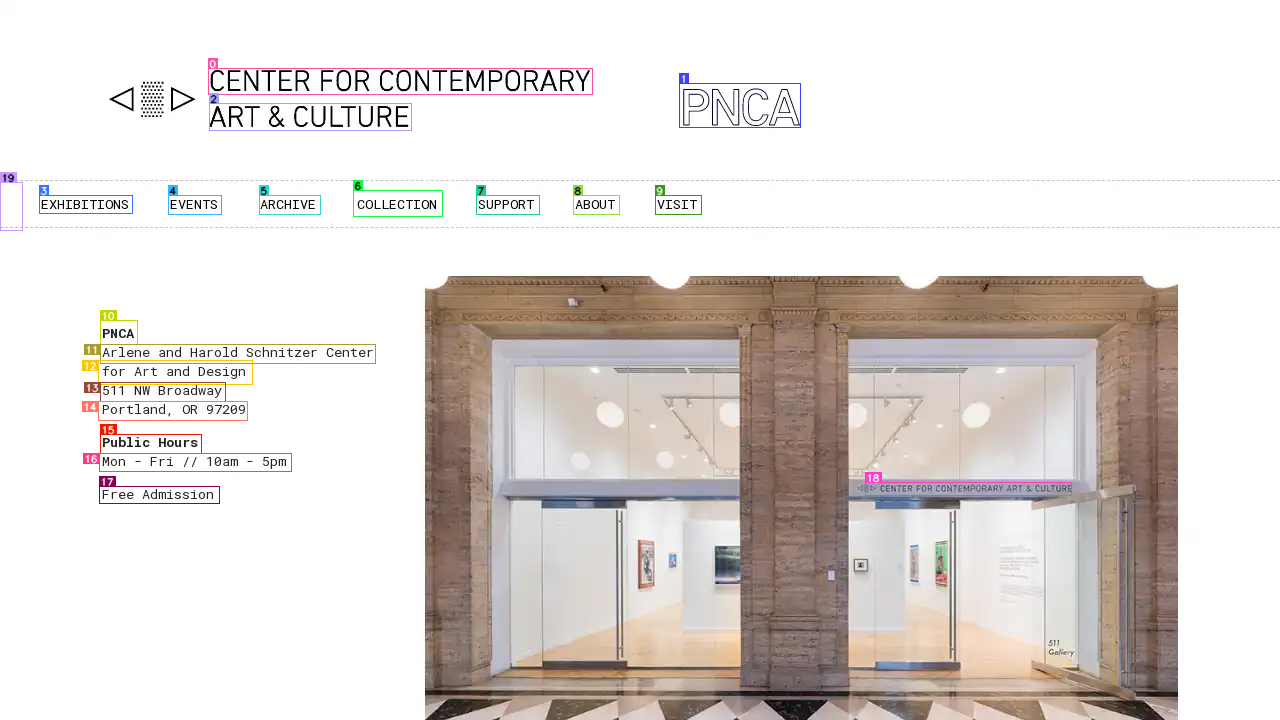 CENTER FOR CONTEMPORARY
ART & CULTURE
PNCA
EXHIBITIONS
EVENTS
ARCHIVE
COLLECTION
SUPPORT
ABOUT
VISIT
PNCA
Arlene and Harold Schnitzer Center
for Art and Design
511 NW Broadway
Portland, OR 97209
Public Hours
Mon - Fri // 10am - 5pm
Free Admission
CENTER FOR CONTEMPORARY ART & CULTURE
511
Gallery
0
1
2
3
4
5
6
7
8
9
10
11
12
13
14
15
16
17
18
19